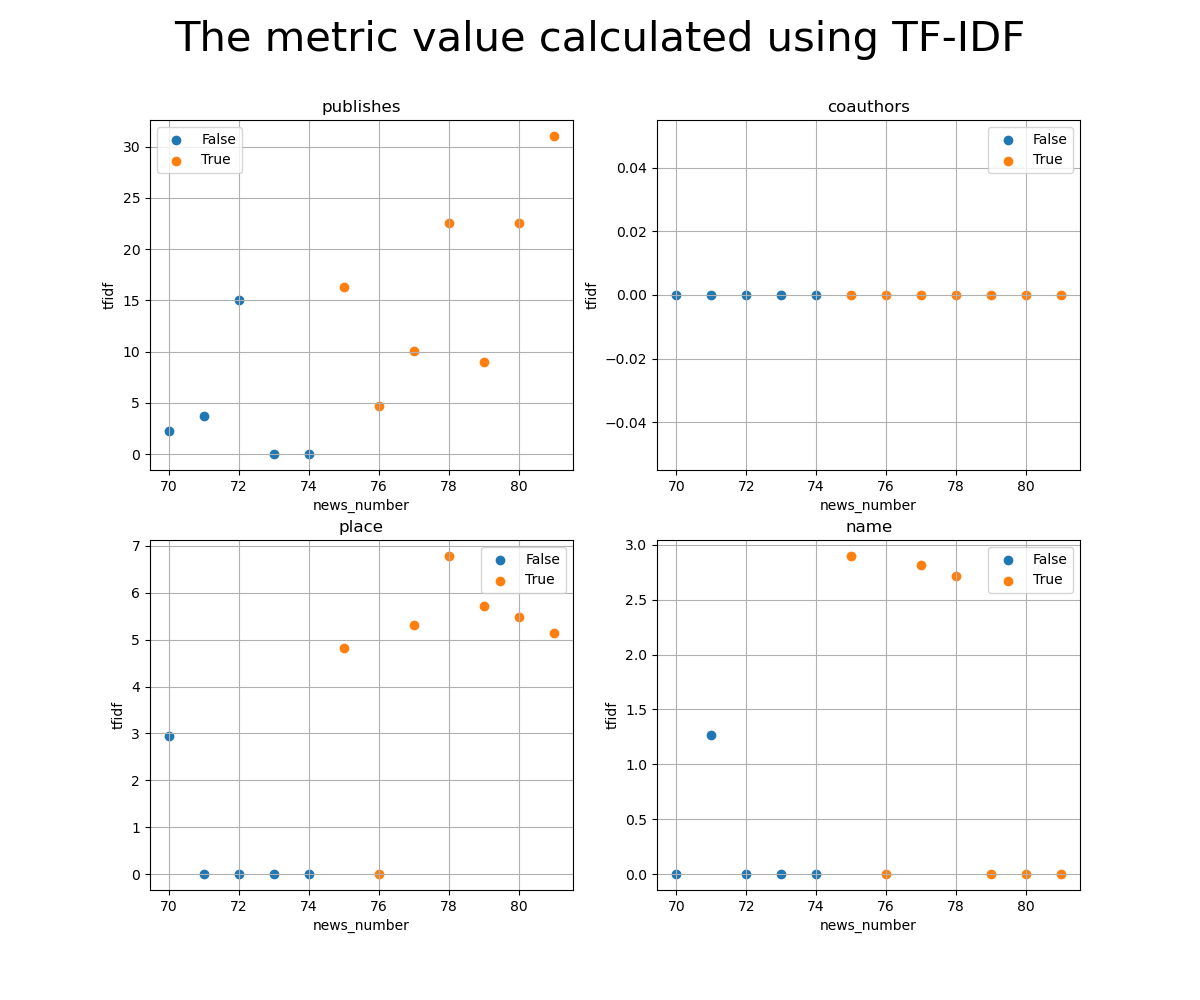 The metric value calculated using TF-IDF
publishes
False
True
30
25
20
15
10
5
0
tfidf
70 72 74 76 78 80
news_number
coauthors
False
True
0.04
0.02
0.00
−0.02
−0.04
tfidf
70 72 74 76 78 80
news_number
place
False
True
7
6
5
4
3
2
1
0
tfidf
70 72 74 76 78 80
news_number
name
False
True
3.0
2.5
2.0
1.5
1.0
0.5
0.0
tfidf
70 72 74 76 78 80
news_number